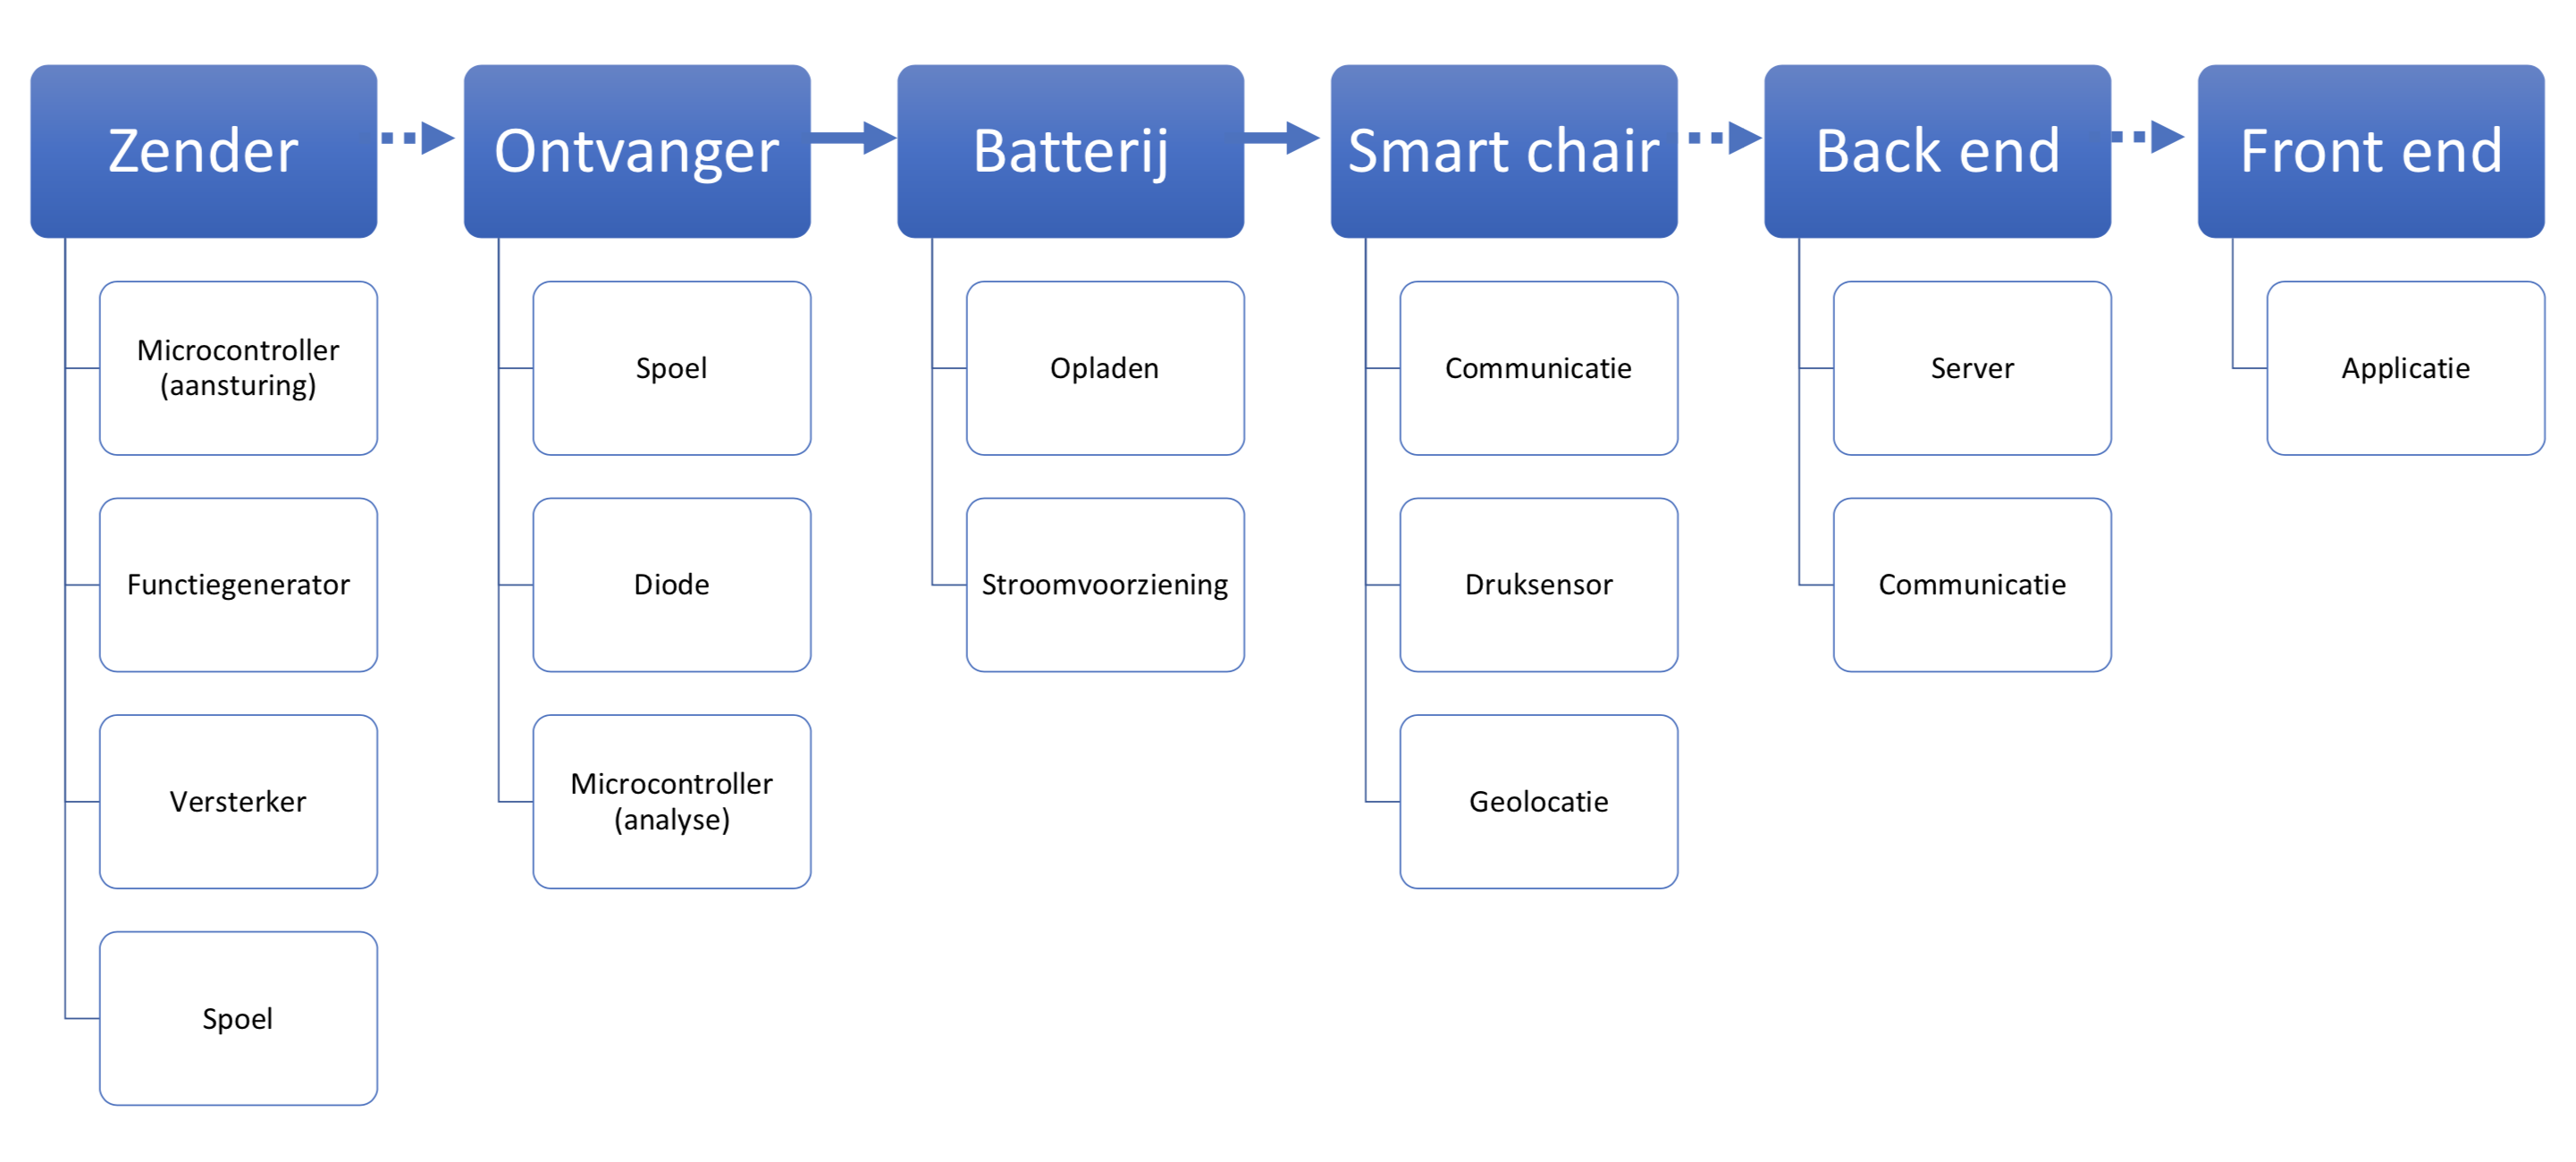 Zender
Ontvanger
Batterij
Smart chair
Back end
Front end
Microcontroller
(aansturing)
Functiegenerator
Versterker
Spoel
Spoel
Diode
Microcontroller
(analyse)
Opladen
Stroomvoorziening
Communicatie
Druksensor
Geolocatie
Server
Communicatie
Applicatie